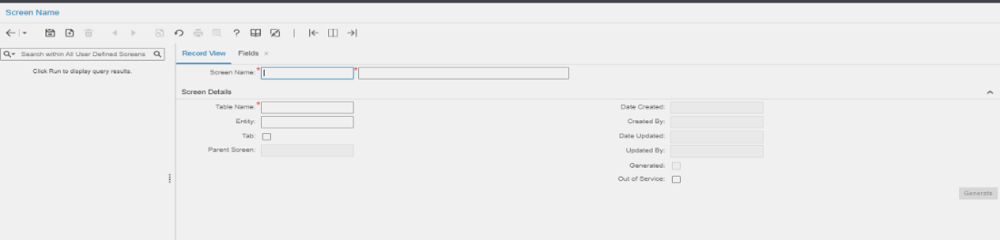 Screen Name
Search within All User Defined Screens
Click Run to display query results.
Record View Fields ×
Screen Name: *
*
Screen Details
Table Name: *
Entity:
Tab:
Parent Screen:
Date Created:
Created By:
Date Updated:
Updated By:
Generated:
Out of Service:
Generate